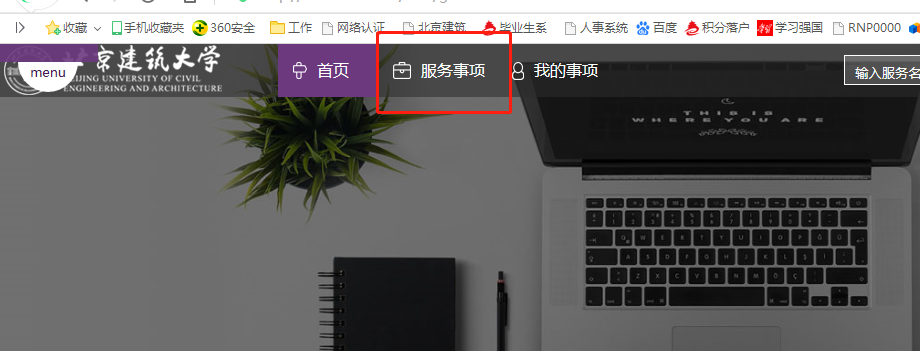 收藏 手机收藏夹 360安全 工作 网络认证 北京建筑 毕业生系 人事系统 百度 积分落户 学习强国 RNP0000
京建筑大学
menu
BEIJING UNIVERSITY OF CIVIL
ENGINEERING AND ARCHITECTURE
首页 服务事项 我的事项 输入服务名
THIS IS
WHERE YOU ARE